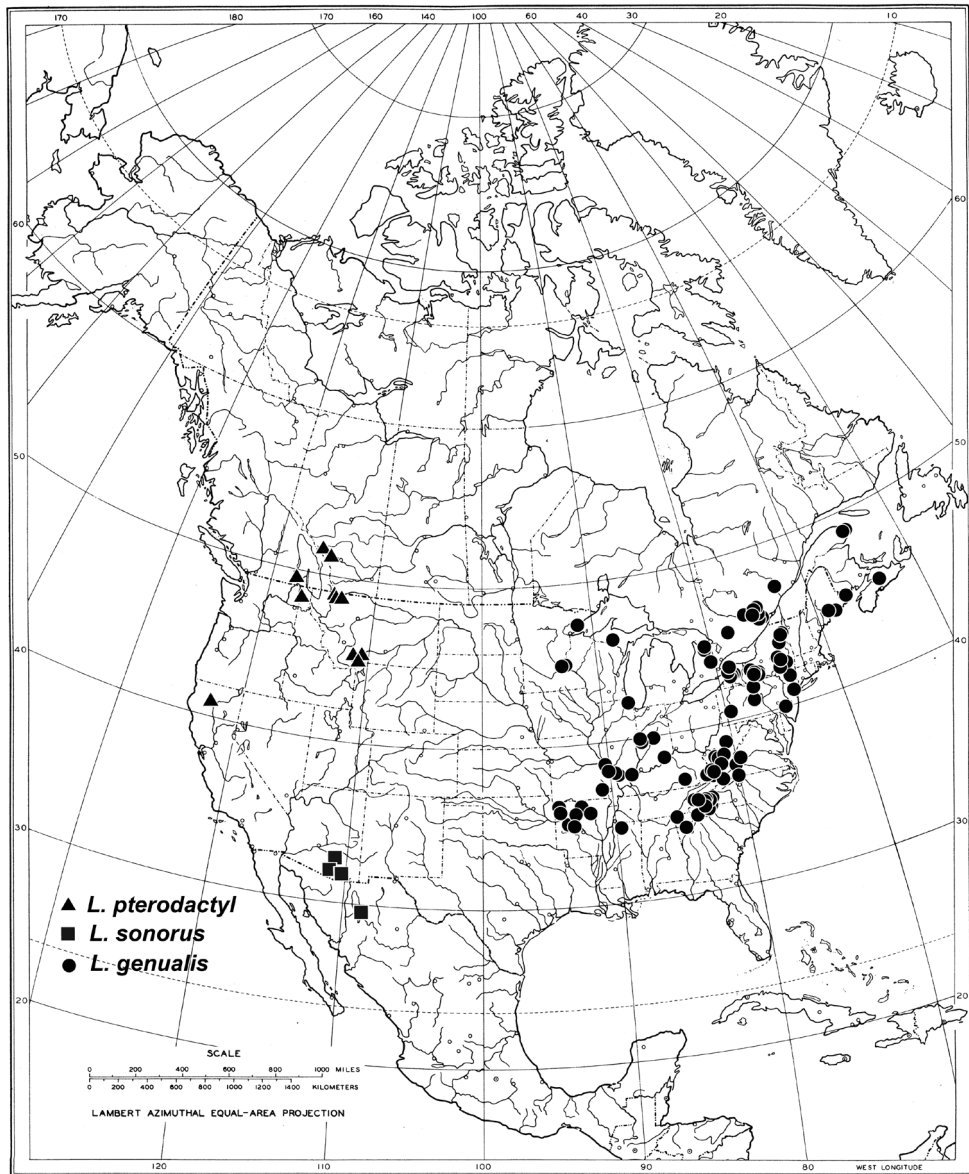 170 180 170 160 140 100 60 40 30 20 10
60 60
50 50
40 40
30 30
20 20
L. pterodactyl
L. sonorus
L. genualis
SCALE
0 200 400 600 800 1000 MILES
0 200 400 600 800 1000 1200 1400 KILOMETERS
LAMBERT AZIMUTHAL EQUAL-AREA PROJECTION
120 110 100 90 80 WEST LONGITUDE